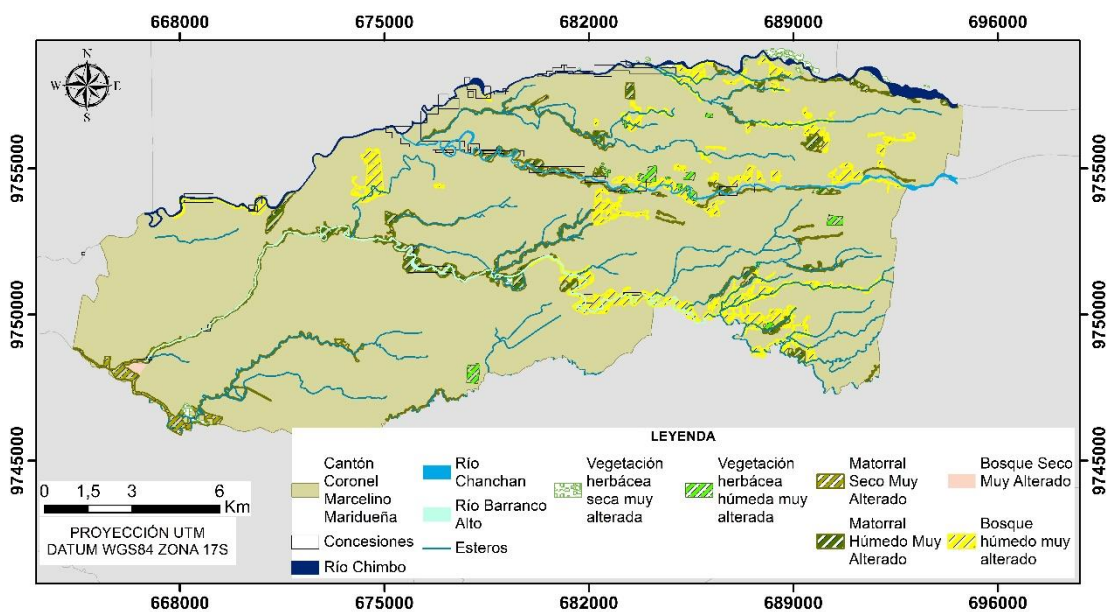 668000 675000 682000 689000 696000
N
W E
S
9755000 9755000
9750000 9750000
9745000 9745000
LEYENDA
Cantón
Coronel
Marcelino
Maridueña
Concesiones
Río Chimbo
Río
Chanchan
Río Barranco
Alto
Esteros
Vegetación
herbácea
seca muy
alterada
Vegetación
herbácea
húmeda muy
alterada
Matorral
Seco Muy
Alterado
Matorral
Húmedo Muy
Alterado
Bosque Seco
Muy Alterado
Bosque
húmedo muy
alterado
0 1,5 3 6
Km
PROYECCIÓN UTM
DATUM WGS84 ZONA 17S
668000 675000 682000 689000 696000